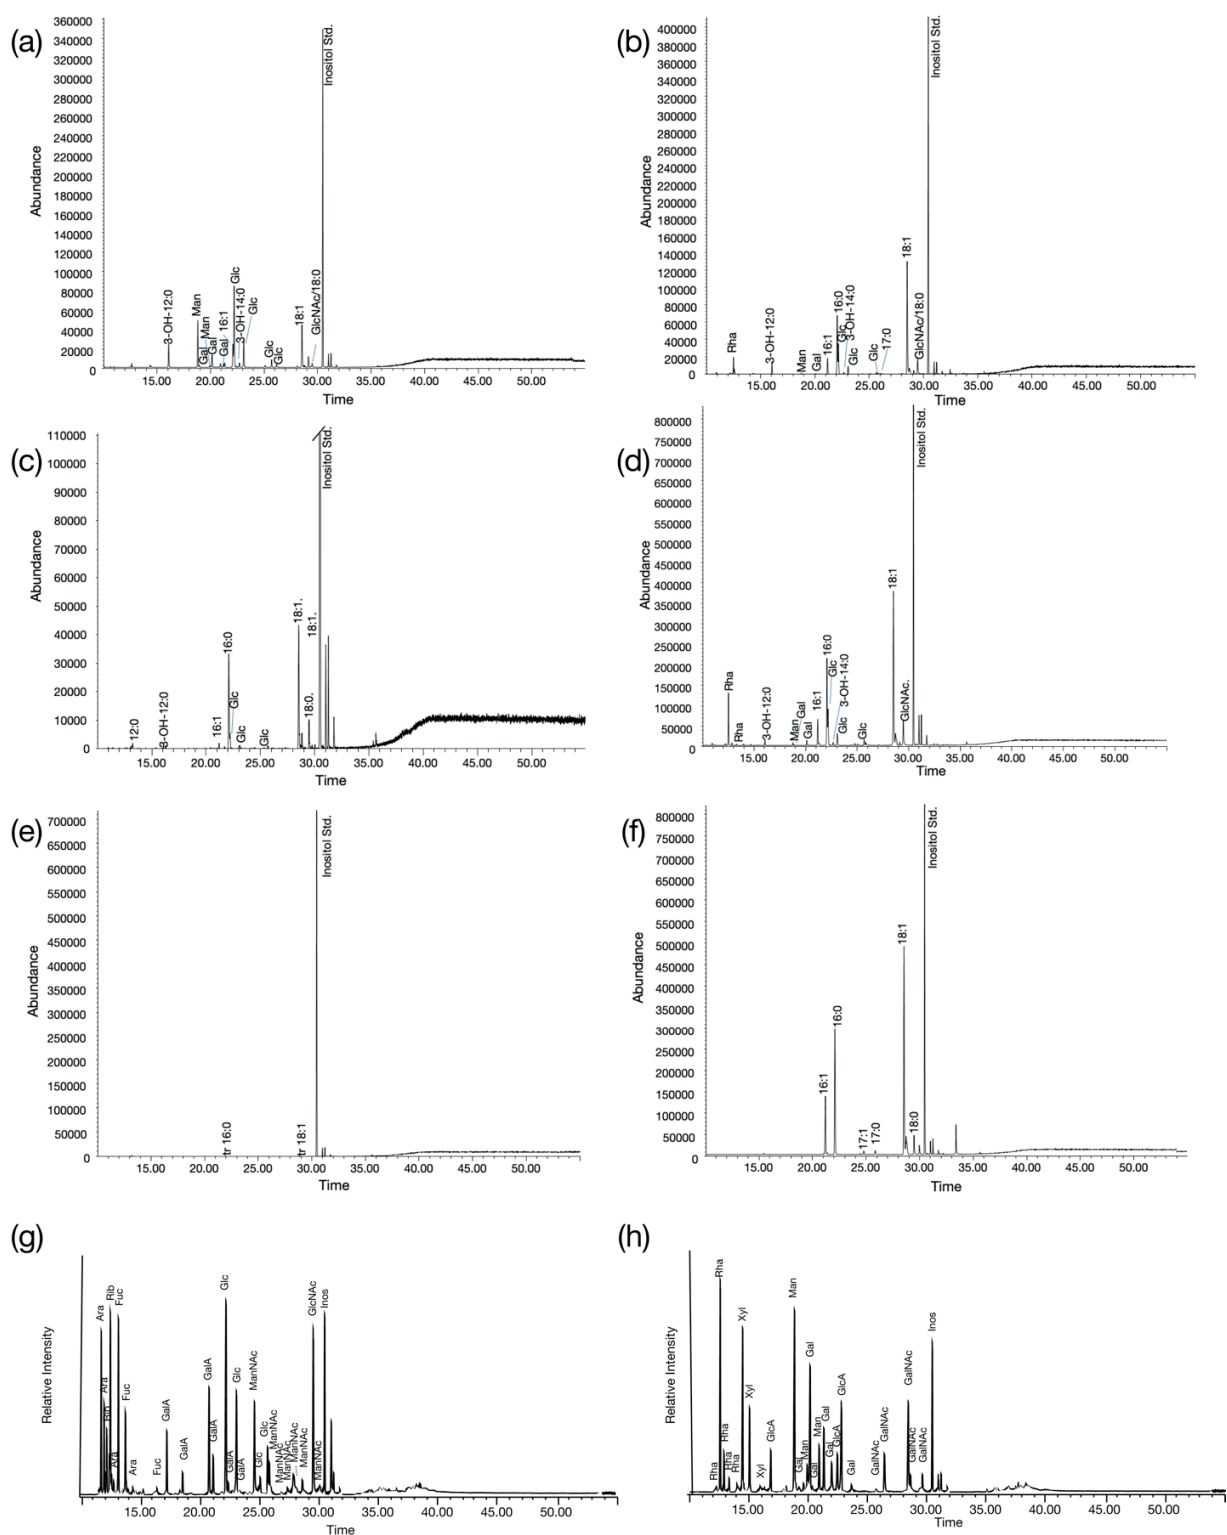 (a)
Abundance
360000
340000
320000
300000
280000
260000
240000
220000
200000
180000
160000
140000
120000
100000
80000
60000
40000
20000
0
3-OH-12:0
Man
Gal
Man
Gal
Gal
16:1
Glc
3-OH-14:0
Glc
Glc
Glc
18:1
GlcNAc/18:0
Inositol Std.
15.00 20.00 25.00 30.00 35.00 40.00 45.00 50.00
Time
(b)
Abundance
400000
380000
360000
340000
320000
300000
280000
260000
240000
220000
200000
180000
160000
140000
120000
100000
80000
60000
40000
20000
0
Rha
3-OH-12:0
Man
Gal
16:1
16:0
Glc
3-OH-14:0
Glc
Glc
17:0
18:1
GlcNAc/18:0
Inositol Std.
15.00 20.00 25.00 30.00 35.00 40.00 45.00 50.00
Time
(c)
Abundance
110000
100000
90000
80000
70000
60000
50000
40000
30000
20000
10000
0
12:0
3-OH-12:0
16:1
16:0
Glc
Glc
Glc
18:1.
18:0.
18:1.
Inositol Std.
15.00 20.00 25.00 30.00 35.00 40.00 45.00 50.00
Time
(d)
Abundance
800000
750000
700000
650000
600000
550000
500000
450000
400000
350000
300000
250000
200000
150000
100000
50000
0
Rha
Rha
3-OH-12:0
Man
Gal
Gal
16:1
16:0
Glc
3-OH-14:0
Glc
Glc
18:1
GlcNAc.
Inositol Std.
15.00 20.00 25.00 30.00 35.00 40.00 45.00 50.00
Time
(e)
Abundance
700000
650000
600000
550000
500000
450000
400000
350000
300000
250000
200000
150000
100000
50000
0
tr 16:0
tr 18:1
Inositol Std.
15.00 20.00 25.00 30.00 35.00 40.00 45.00 50.00
Time
(f)
Abundance
800000
750000
700000
650000
600000
550000
500000
450000
400000
350000
300000
250000
200000
150000
100000
50000
0
16:1
16:0
17:1
17:0
18:1
18:0
Inositol Std.
15.00 20.00 25.00 30.00 35.00 40.00 45.00 50.00
Time
(g)
Relative Intensity
Ara
Ara
Rib
Rib
Ara
Fuc
Fuc
Ara
Fuc
GalA
GalA
GalA
GalA
Glc
GalA
Glc
GalA
ManNAc
Glc
Glc
ManNAc
ManNAc
ManNAc
ManNAc
ManNAc
GlcNAc
ManNAc
Inos
15.00 20.00 25.00 30.00 35.00 40.00 45.00 50.00
Time
(h)
Relative Intensity
Rha
Rha
Rha
Rha
Rha
Xyl
Xyl
Xyl
GlcA
Man
Gal
Man
Gal
Gal
Man
Gal
Gal
GlcA
GlcA
Gal
GalNAc
GalNAc
GalNAc
GalNAc
GalNAc
Inos
15.00 20.00 25.00 30.00 35.00 40.00 45.00 50.00
Time